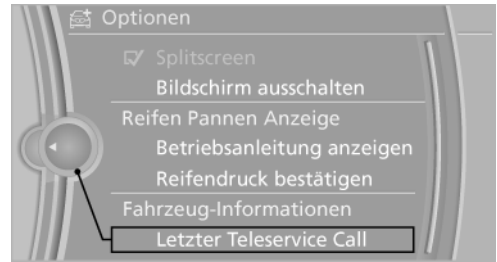 Optionen
Splitscreen
Bildschirm ausschalten
Reifen Pannen Anzeige
Betriebsanleitung anzeigen
Reifendruck bestätigen
Fahrzeug-Informationen
Letzter Teleservice Call